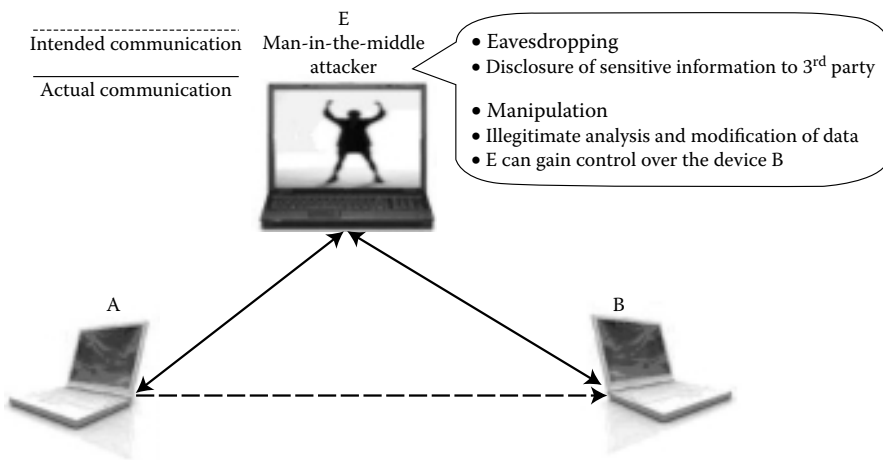 E
Man-in-the-middle
attacker
Intended communication
Actual communication
• Eavesdropping
• Disclosure of sensitive information to 3rd party
• Manipulation
• Illegitimate analysis and modification of data
• E can gain control over the device B
A
B